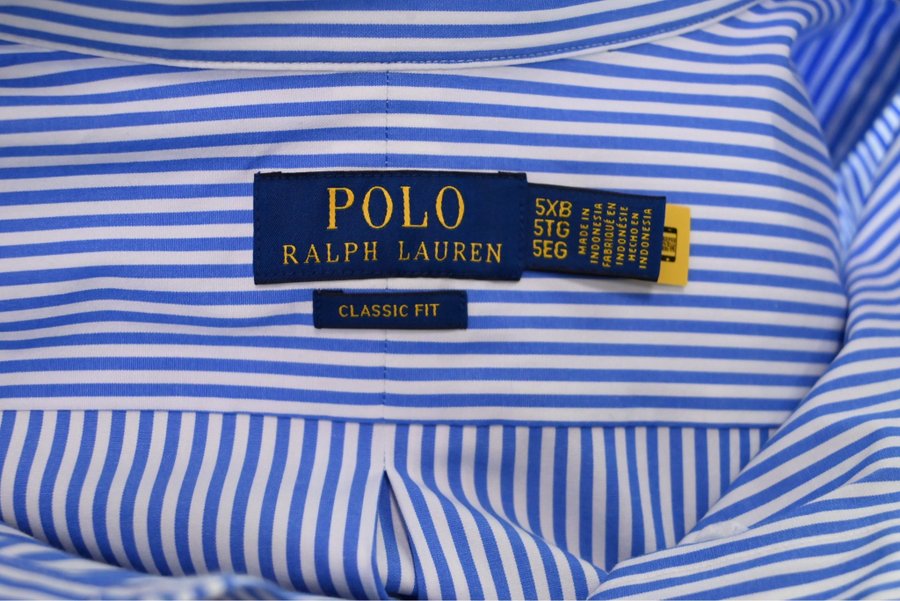 POLO
RALPH LAUREN
CLASSIC FIT
5XB
5TG
5EG
MADE IN
INDONESIA
FABRIQUÉ EN
INDONÉSIE
HECHO EN
INDONESIA